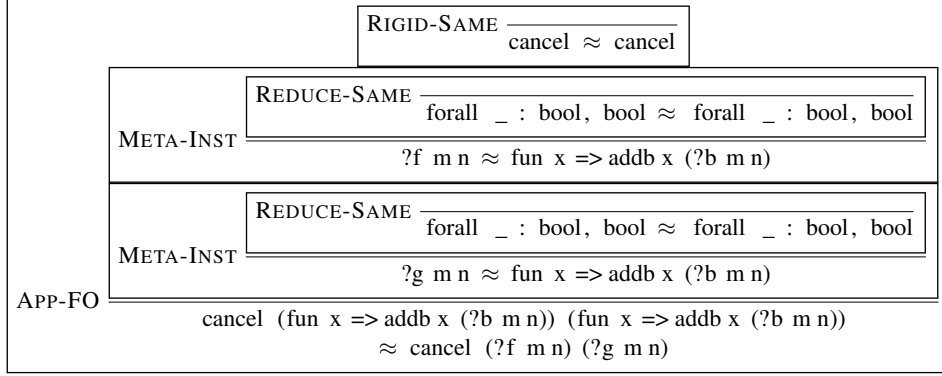 RIGID-SAME
cancel ≈ cancel
REDUCE-SAME
forall _ : bool, bool ≈ forall _ : bool, bool
META-INST
?f m n ≈ fun x => addb x (?b m n)
REDUCE-SAME
forall _ : bool, bool ≈ forall _ : bool, bool
META-INST
?g m n ≈ fun x => addb x (?b m n)
APP-FO
cancel (fun x => addb x (?b m n)) (fun x => addb x (?b m n))
≈ cancel (?f m n) (?g m n)